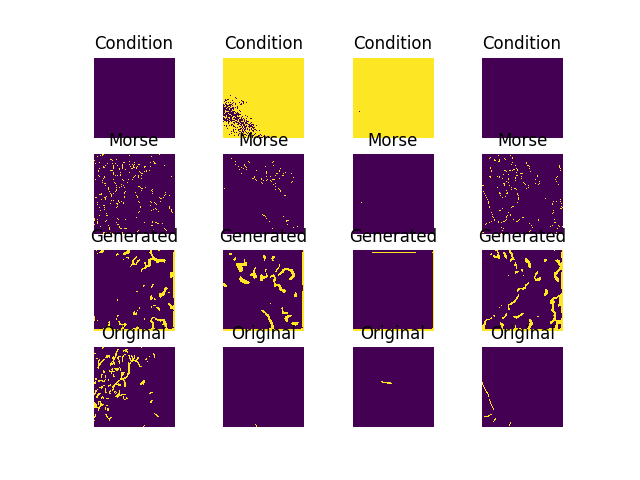 Condition Condition Condition Condition
Morse Morse Morse Morse
Generated Generated Generated Generated
Original Original Original Original